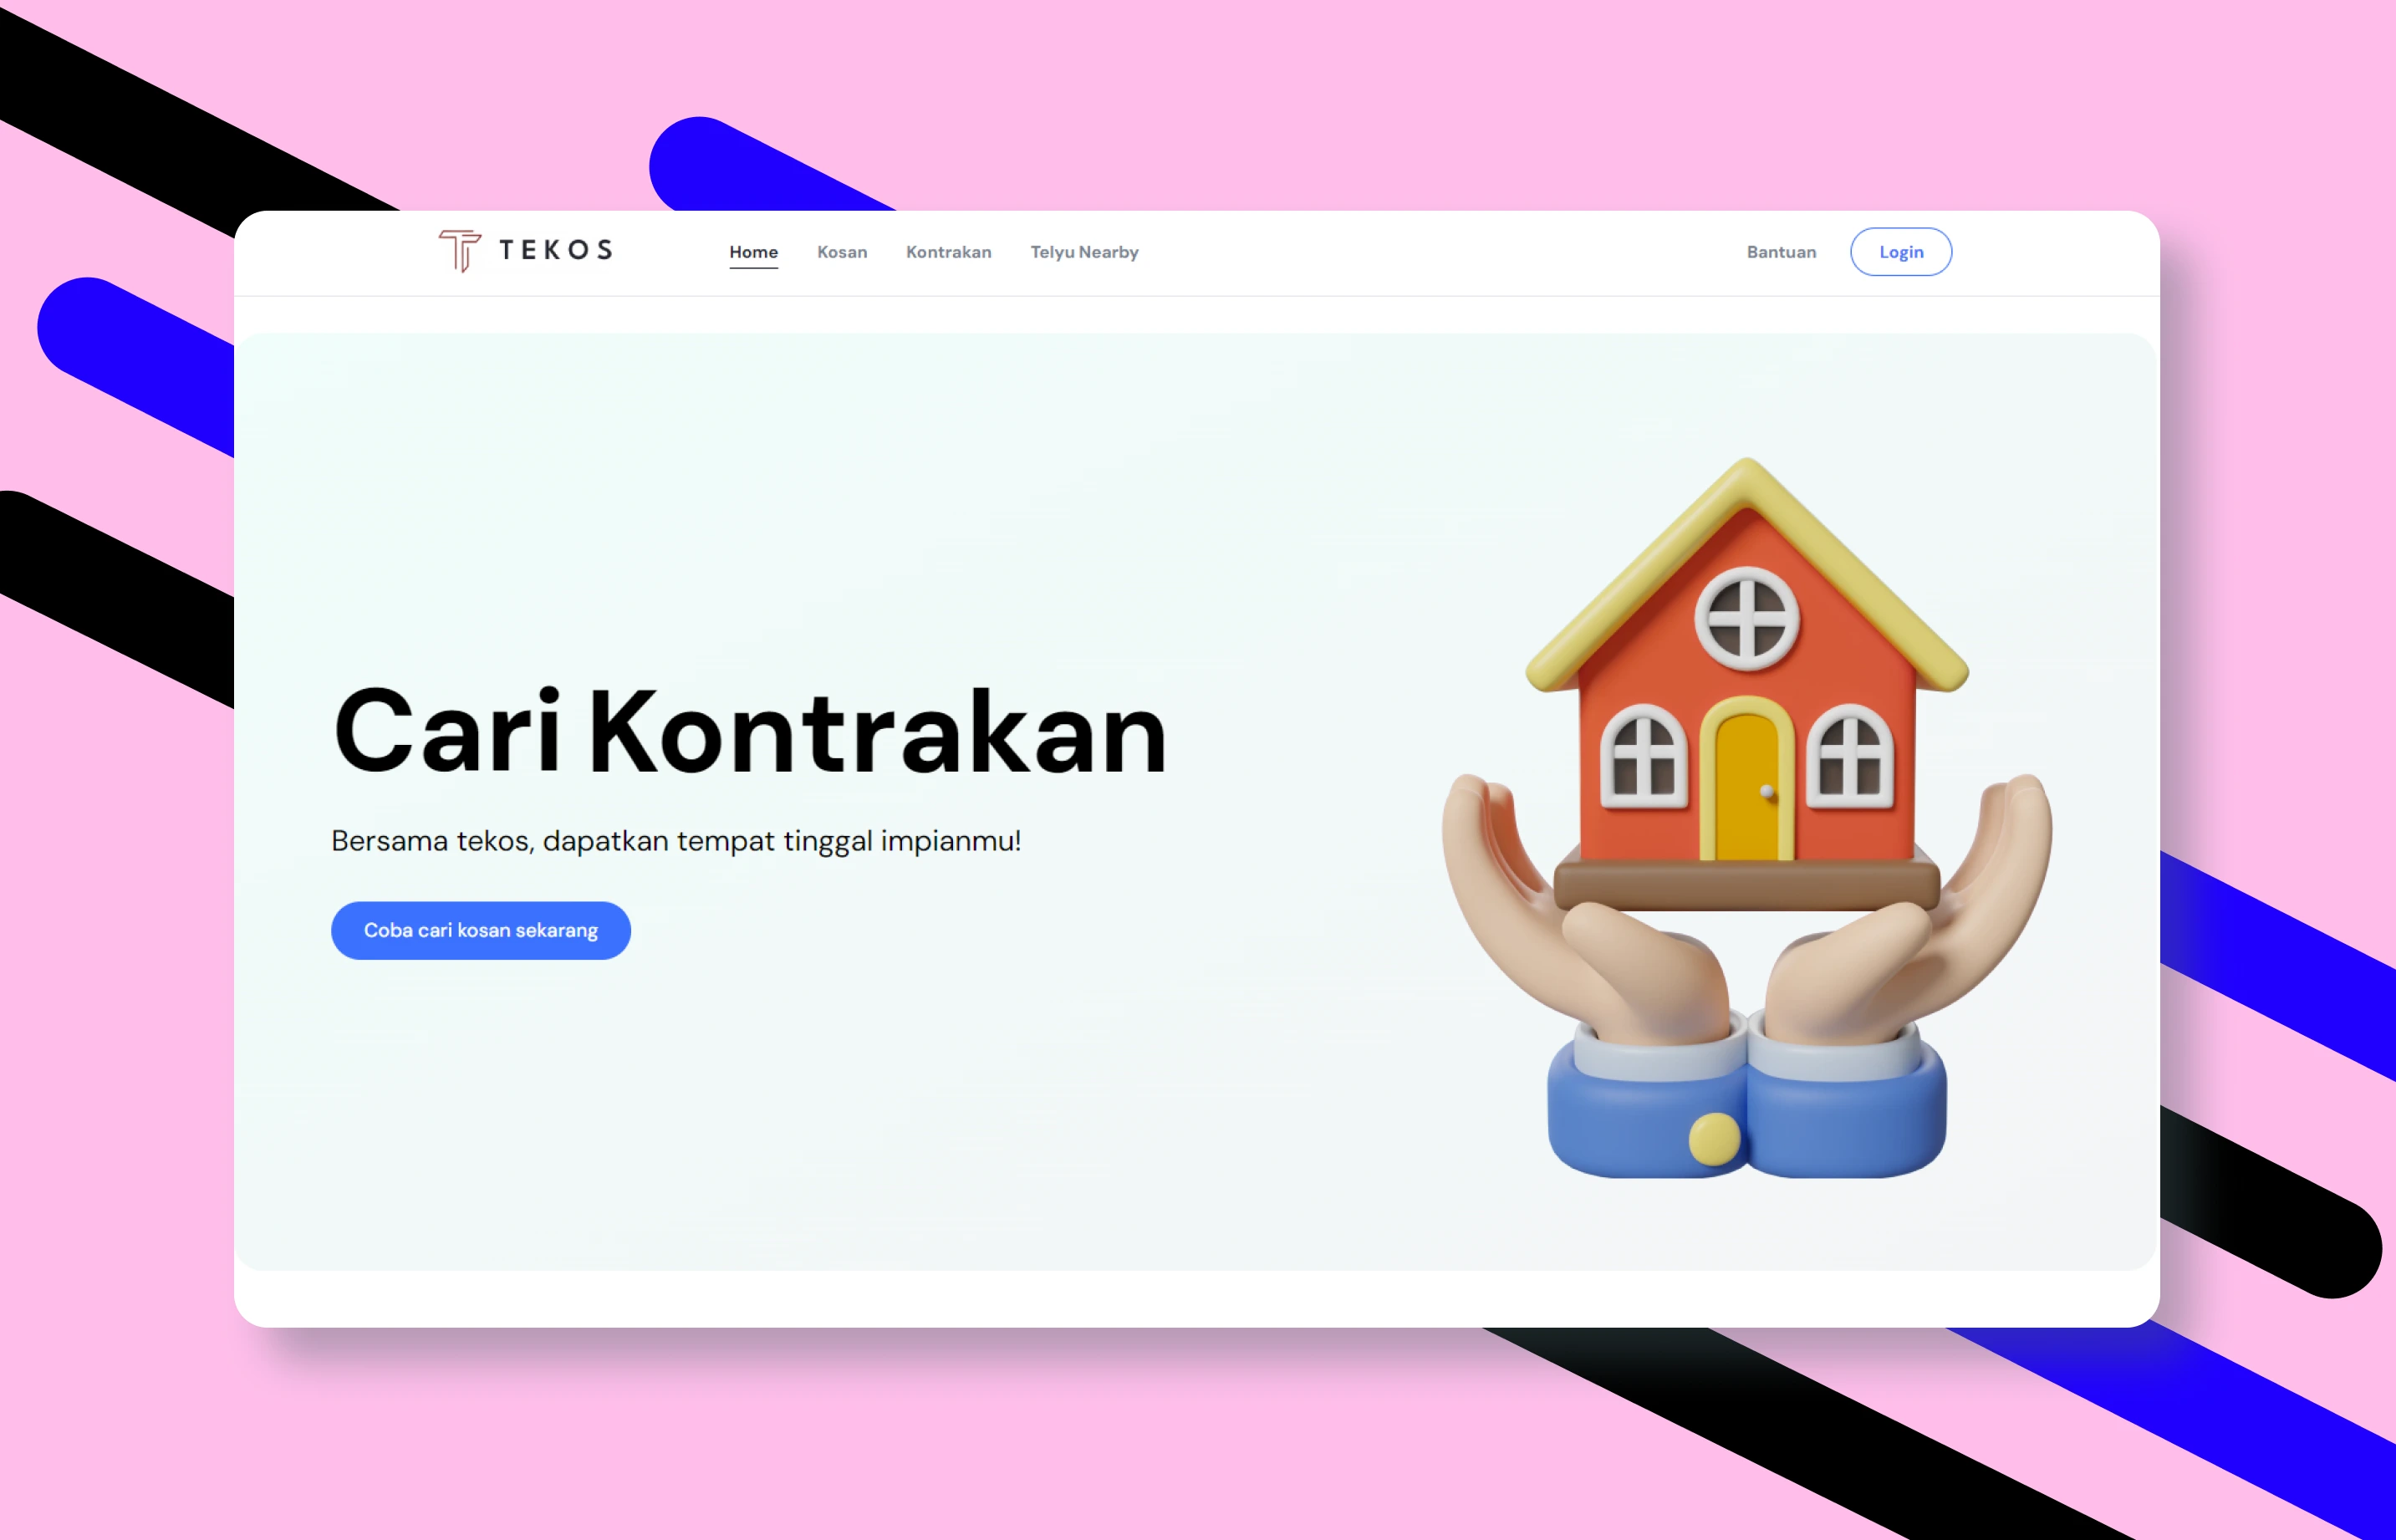 TEKOS
Home Kosan Kontrakan Telyu Nearby Bantuan Login
Cari Kontrakan
Bersama tekos, dapatkan tempat tinggal impianmu!
Coba cari kosan sekarang